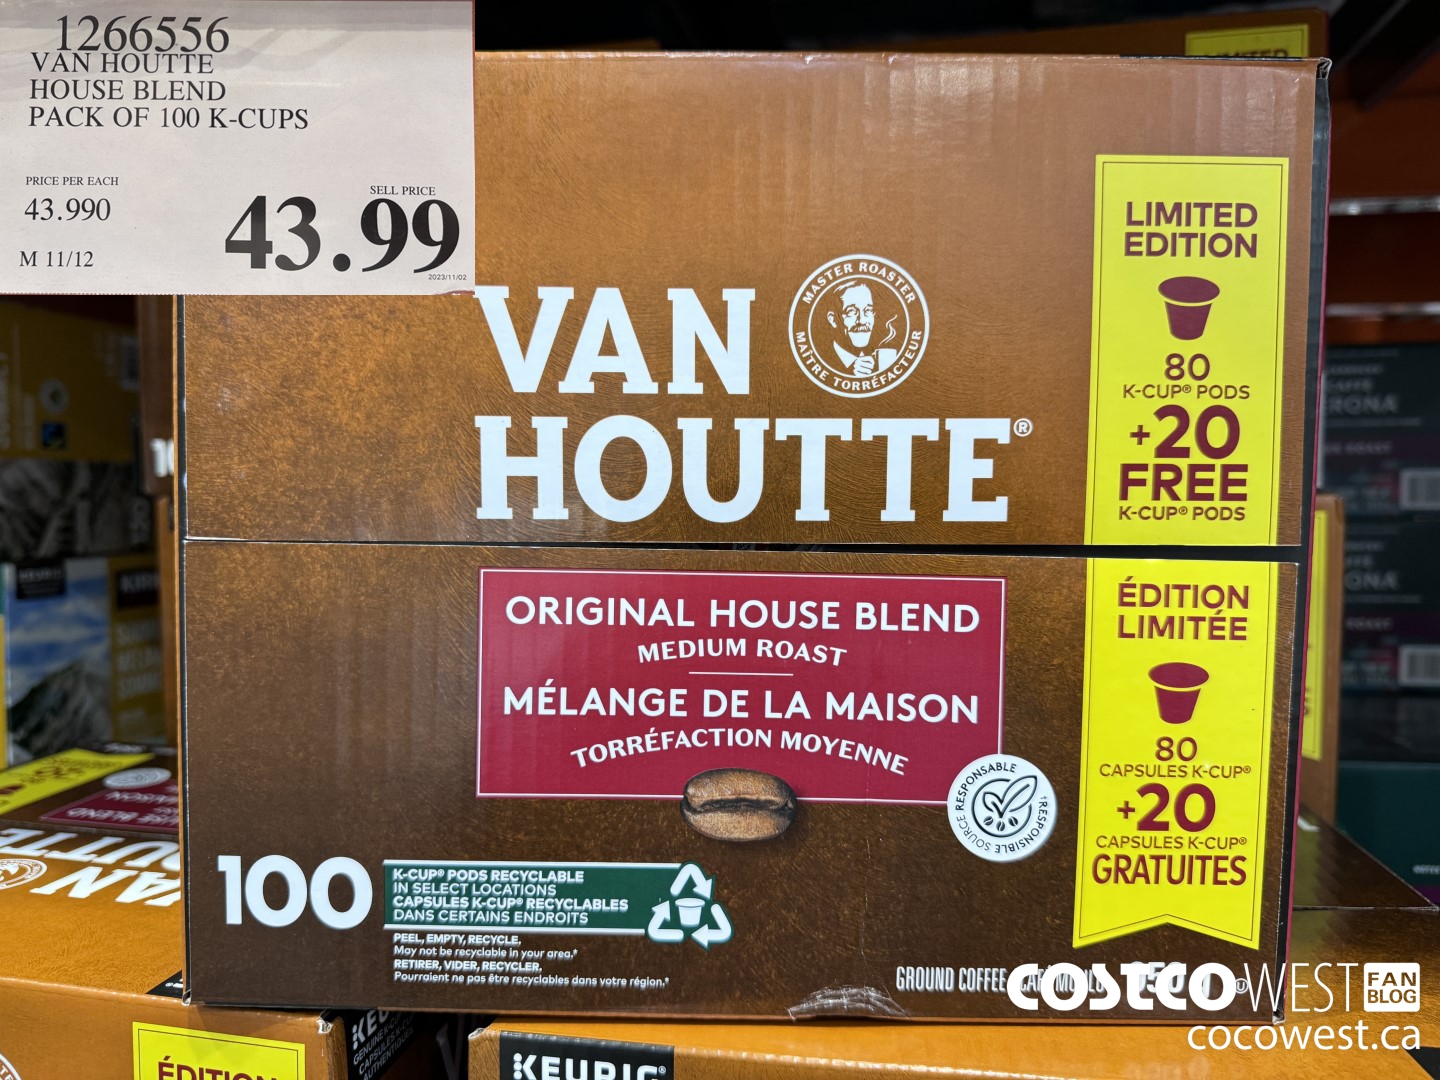 1266556
VAN HOUTTE
HOUSE BLEND
PACK OF 100 K-CUPS
PRICE PER EACH
43.990
SELL PRICE
43.99
M 11/12
2023/11/02
VAN
HOUTTE®
MASTER ROASTER
MAÎTRE TORRÉFACTEUR
LIMITED
EDITION
80
K-CUP® PODS
+20
FREE
K-CUP® PODS
ORIGINAL HOUSE BLEND
MEDIUM ROAST
MÉLANGE DE LA MAISON
TORRÉFACTION MOYENNE
ÉDITION
LIMITÉE
80
CAPSULES K-CUP®
+20
CAPSULES K-CUP®
GRATUITES
100
K-CUP® PODS RECYCLABLE
IN SELECT LOCATIONS
CAPSULES K-CUP® RECYCLABLES
DANS CERTAINS ENDROITS
PEEL, EMPTY, RECYCLE.
May not be recyclable in your area.*
RETIRER, VIDER, RECYCLER.
Pourraient ne pas être recyclables dans votre région.*
GROUND COFFEE
COSTCO WEST FAN BLOG
cocowest.ca
ÉDITION
KEURIG®